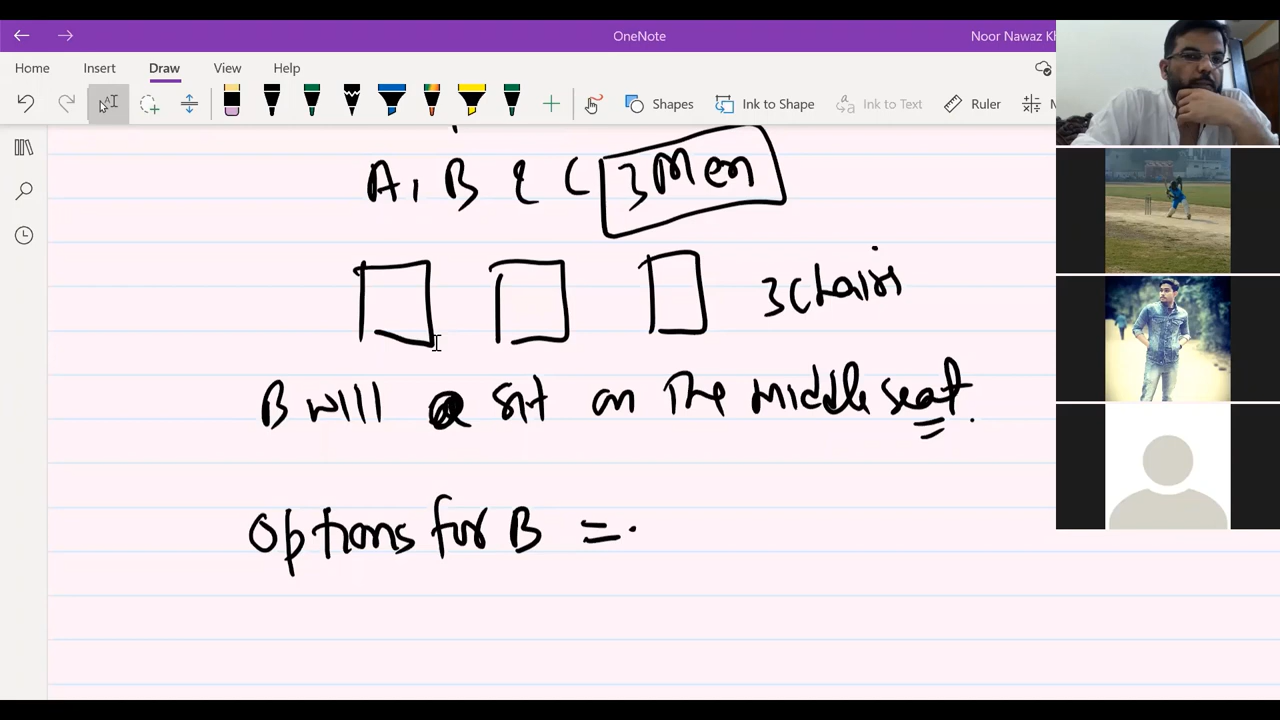 OneNote
Noor Nawaz Kh
Home Insert Draw View Help
Shapes Ink to Shape Ink to Text Ruler M
A, B & C 3 Men
3 Chairs
B will sit on The middle seat.
Options for B =